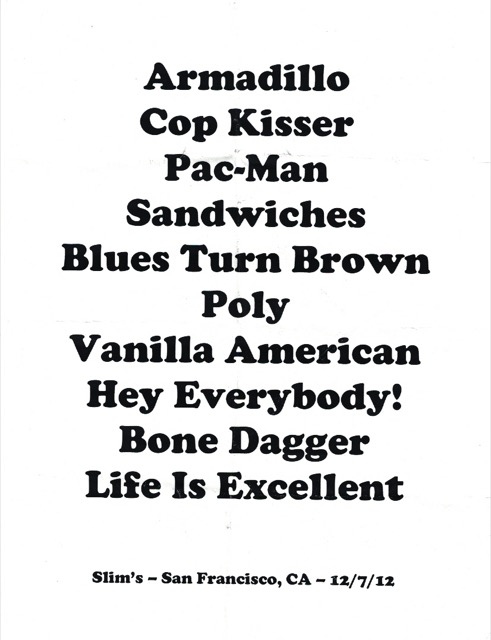 Armadillo
Cop Kisser
Pac-Man
Sandwiches
Blues Turn Brown
Poly
Vanilla American
Hey Everybody!
Bone Dagger
Life Is Excellent
Slim's – San Francisco, CA – 12/7/12